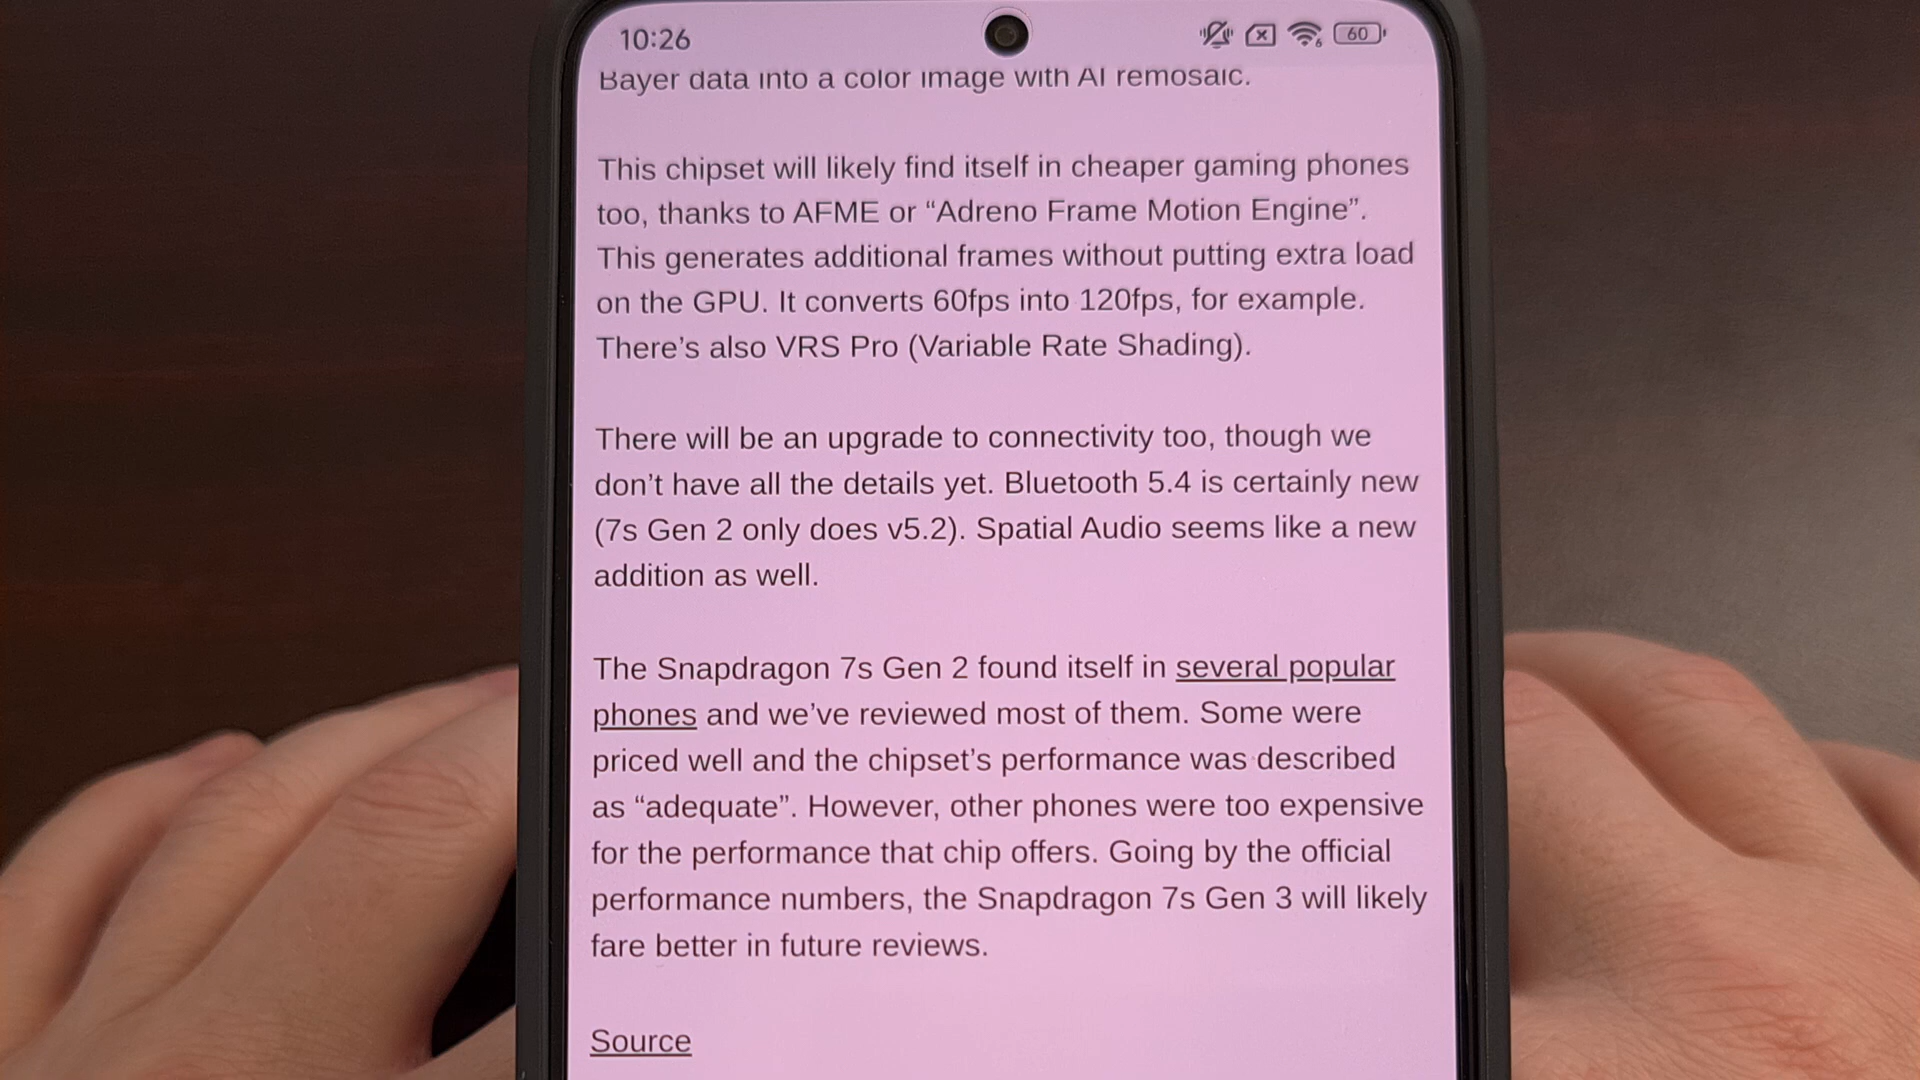 10:26
6
60
Bayer data into a color image with AI remosaic.
This chipset will likely find itself in cheaper gaming phones
too, thanks to AFME or “Adreno Frame Motion Engine”.
This generates additional frames without putting extra load
on the GPU. It converts 60fps into 120fps, for example.
There’s also VRS Pro (Variable Rate Shading).
There will be an upgrade to connectivity too, though we
don’t have all the details yet. Bluetooth 5.4 is certainly new
(7s Gen 2 only does v5.2). Spatial Audio seems like a new
addition as well.
The Snapdragon 7s Gen 2 found itself in several popular
phones and we’ve reviewed most of them. Some were
priced well and the chipset’s performance was described
as “adequate”. However, other phones were too expensive
for the performance that chip offers. Going by the official
performance numbers, the Snapdragon 7s Gen 3 will likely
fare better in future reviews.
Source